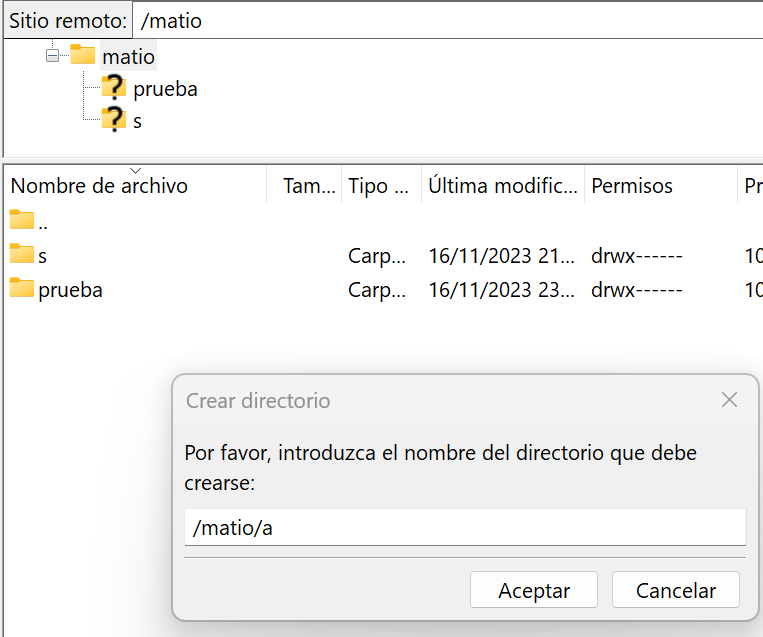 Sitio remoto: /matio
matio
prueba
s
Nombre de archivo Tam... Tipo ... Última modific... Permisos Pr
..
s Carp... 16/11/2023 21... drwx------ 10
prueba Carp... 16/11/2023 23... drwx------ 10
Crear directorio
Por favor, introduzca el nombre del directorio que debe
crearse:
/matio/a
Aceptar Cancelar